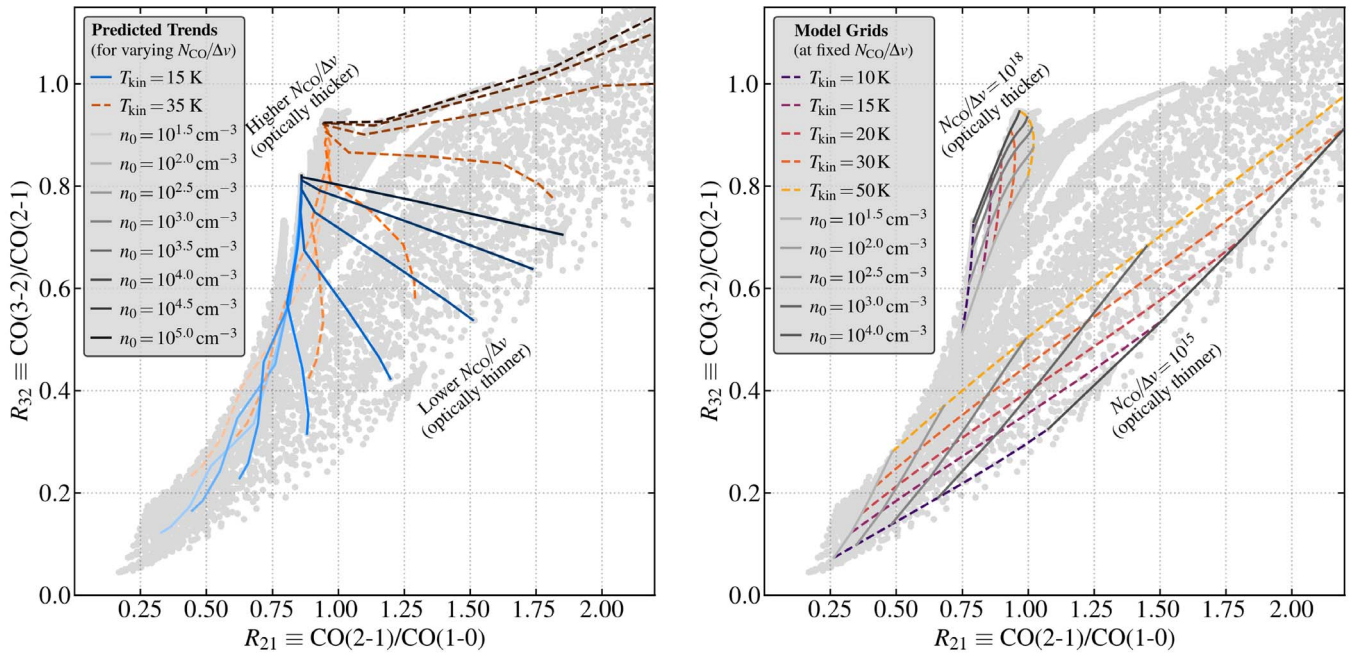 Predicted Trends
(for varying N_CO/Δv)
T_kin = 15 K
T_kin = 35 K
n_0 = 10^1.5 cm^−3
n_0 = 10^2.0 cm^−3
n_0 = 10^2.5 cm^−3
n_0 = 10^3.0 cm^−3
n_0 = 10^3.5 cm^−3
n_0 = 10^4.0 cm^−3
n_0 = 10^4.5 cm^−3
n_0 = 10^5.0 cm^−3
Higher N_CO/Δv
(optically thicker)
Lower N_CO/Δv
(optically thinner)
R_32 ≡ CO(3-2)/CO(2-1)
1.0
0.8
0.6
0.4
0.2
0.0
0.25 0.50 0.75 1.00 1.25 1.50 1.75 2.00
R_21 ≡ CO(2-1)/CO(1-0)
Model Grids
(at fixed N_CO/Δv)
T_kin = 10 K
T_kin = 15 K
T_kin = 20 K
T_kin = 30 K
T_kin = 50 K
n_0 = 10^1.5 cm^−3
n_0 = 10^2.0 cm^−3
n_0 = 10^2.5 cm^−3
n_0 = 10^3.0 cm^−3
n_0 = 10^4.0 cm^−3
N_CO/Δv = 10^18
(optically thicker)
N_CO/Δv = 10^15
(optically thinner)
R_32 ≡ CO(3-2)/CO(2-1)
1.0
0.8
0.6
0.4
0.2
0.0
0.25 0.50 0.75 1.00 1.25 1.50 1.75 2.00
R_21 ≡ CO(2-1)/CO(1-0)